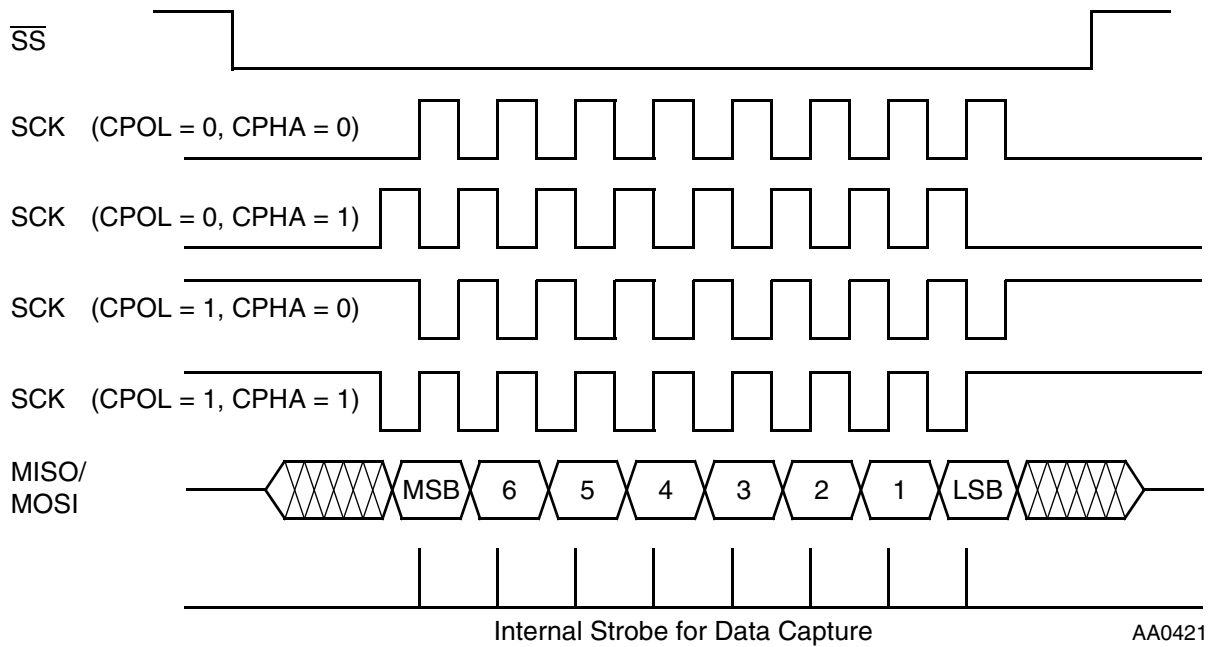 S̅S̅
SCK (CPOL = 0, CPHA = 0)
SCK (CPOL = 0, CPHA = 1)
SCK (CPOL = 1, CPHA = 0)
SCK (CPOL = 1, CPHA = 1)
MISO/
MOSI
MSB 6 5 4 3 2 1 LSB
Internal Strobe for Data Capture
AA0421